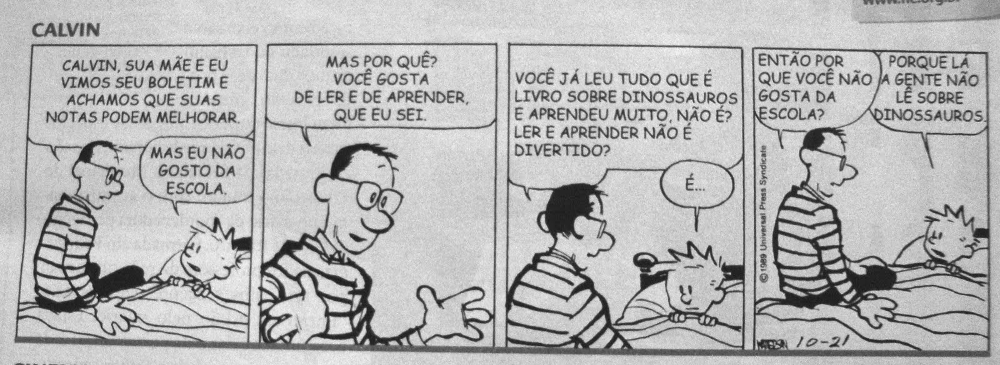 CALVIN
CALVIN, SUA MÃE E EU
VIMOS SEU BOLETIM E
ACHAMOS QUE SUAS
NOTAS PODEM MELHORAR.
MAS EU NÃO
GOSTO DA
ESCOLA.
MAS POR QUÊ?
VOCÊ GOSTA
DE LER E DE APRENDER,
QUE EU SEI.
VOCÊ JÁ LEU TUDO QUE É
LIVRO SOBRE DINOSSAUROS
E APRENDEU MUITO, NÃO É?
LER E APRENDER NÃO É
DIVERTIDO?
É...
ENTÃO POR
QUE VOCÊ NÃO
GOSTA DA
ESCOLA?
PORQUE LÁ
A GENTE NÃO
LÊ SOBRE
DINOSSAUROS.
©1989 Universal Press Syndicate
WATTERSON 10-21